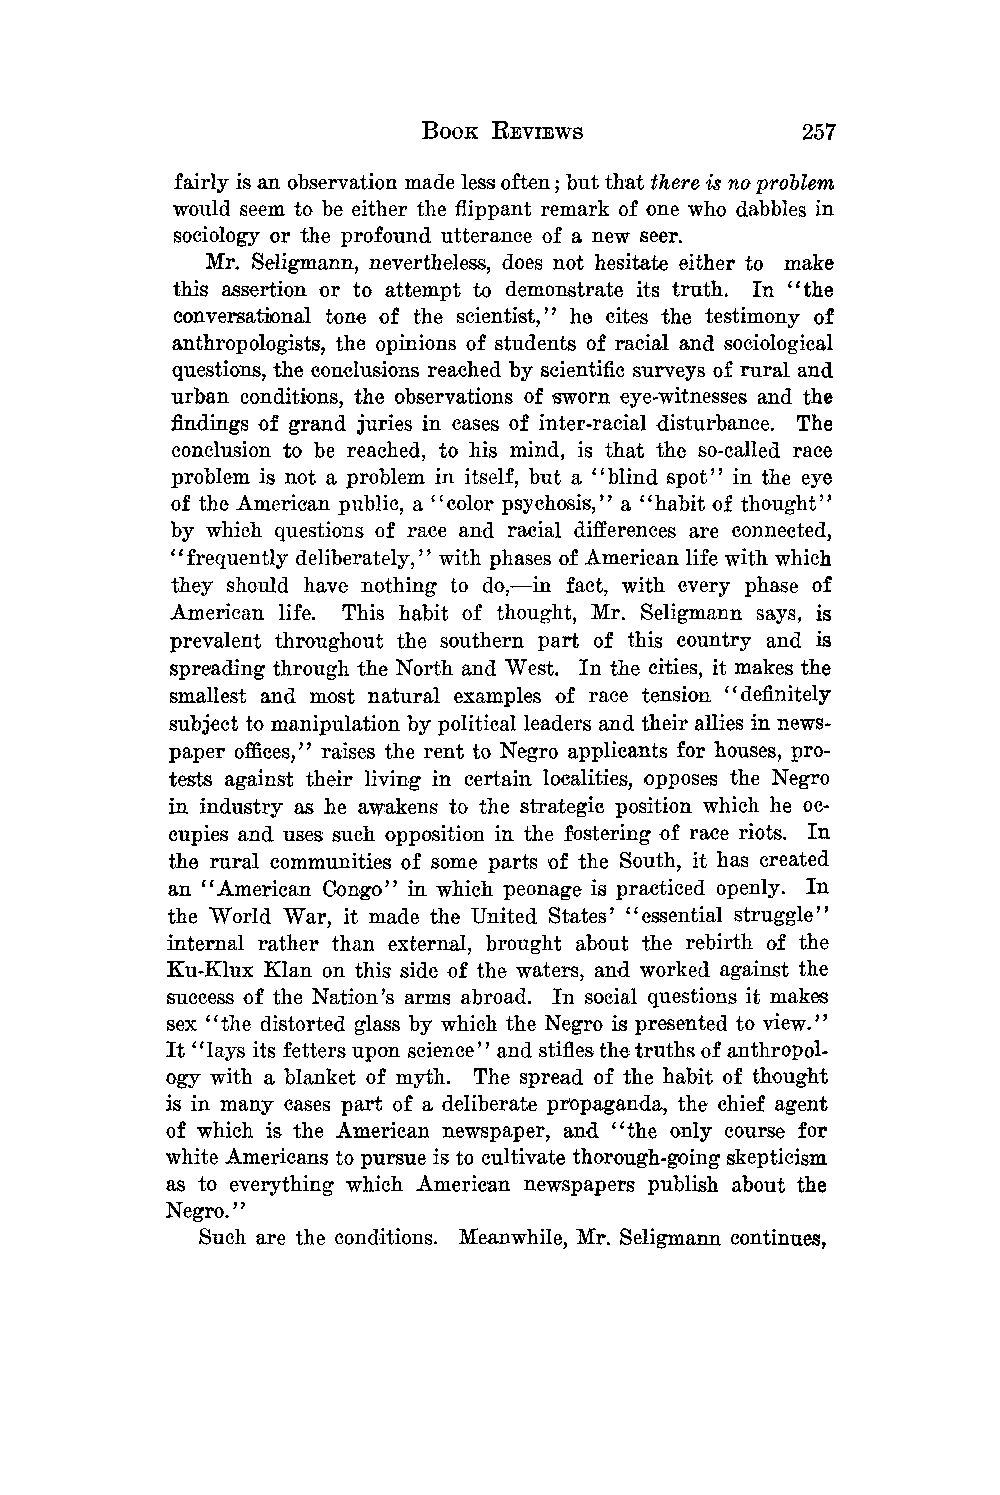 BOOK REVIEWS 257
fairly is an observation made less often; but that there is no problem
would seem to be either the flippant remark of one who dabbles in
sociology or the profound utterance of a new seer.
Mr. Seligmann, nevertheless, does not hesitate either to make
this assertion or to attempt to demonstrate its truth. In "the
conversational tone of the scientist," he cites the testimony of
anthropologists, the opinions of students of racial and sociological
questions, the conclusions reached by scientific surveys of rural and
urban conditions, the observations of sworn eye-witnesses and the
findings of grand juries in cases of inter-racial disturbance. The
conclusion to be reached, to his mind, is that the so-called race
problem is not a problem in itself, but a "blind spot" in the eye
of the American public, a "color psychosis," a "habit of thought"
by which questions of race and racial differences are connected,
"frequently deliberately," with phases of American life with which
they should have nothing to do,—in fact, with every phase of
American life. This habit of thought, Mr. Seligmann says, is
prevalent throughout the southern part of this country and is
spreading through the North and West. In the cities, it makes the
smallest and most natural examples of race tension "definitely
subject to manipulation by political leaders and their allies in news-
paper offices," raises the rent to Negro applicants for houses, pro-
tests against their living in certain localities, opposes the Negro
in industry as he awakens to the strategic position which he oc-
cupies and uses such opposition in the fostering of race riots. In
the rural communities of some parts of the South, it has created
an "American Congo" in which peonage is practiced openly. In
the World War, it made the United States' "essential struggle"
internal rather than external, brought about the rebirth of the
Ku-Klux Klan on this side of the waters, and worked against the
success of the Nation's arms abroad. In social questions it makes
sex "the distorted glass by which the Negro is presented to view."
It "lays its fetters upon science" and stifles the truths of anthropol-
ogy with a blanket of myth. The spread of the habit of thought
is in many cases part of a deliberate propaganda, the chief agent
of which is the American newspaper, and "the only course for
white Americans to pursue is to cultivate thorough-going skepticism
as to everything which American newspapers publish about the
Negro."
Such are the conditions. Meanwhile, Mr. Seligmann continues,